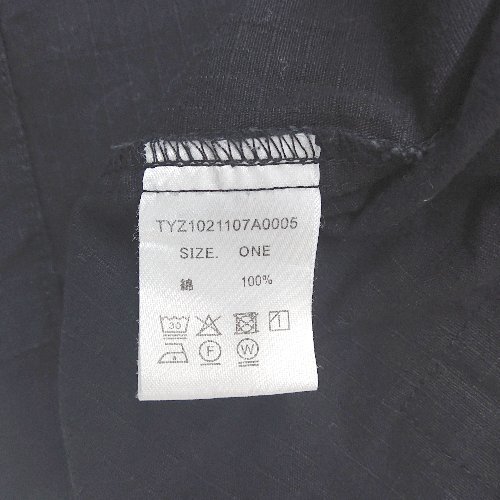 TYZ1021107A0005
SIZE. ONE
綿 100%
30
1
F W